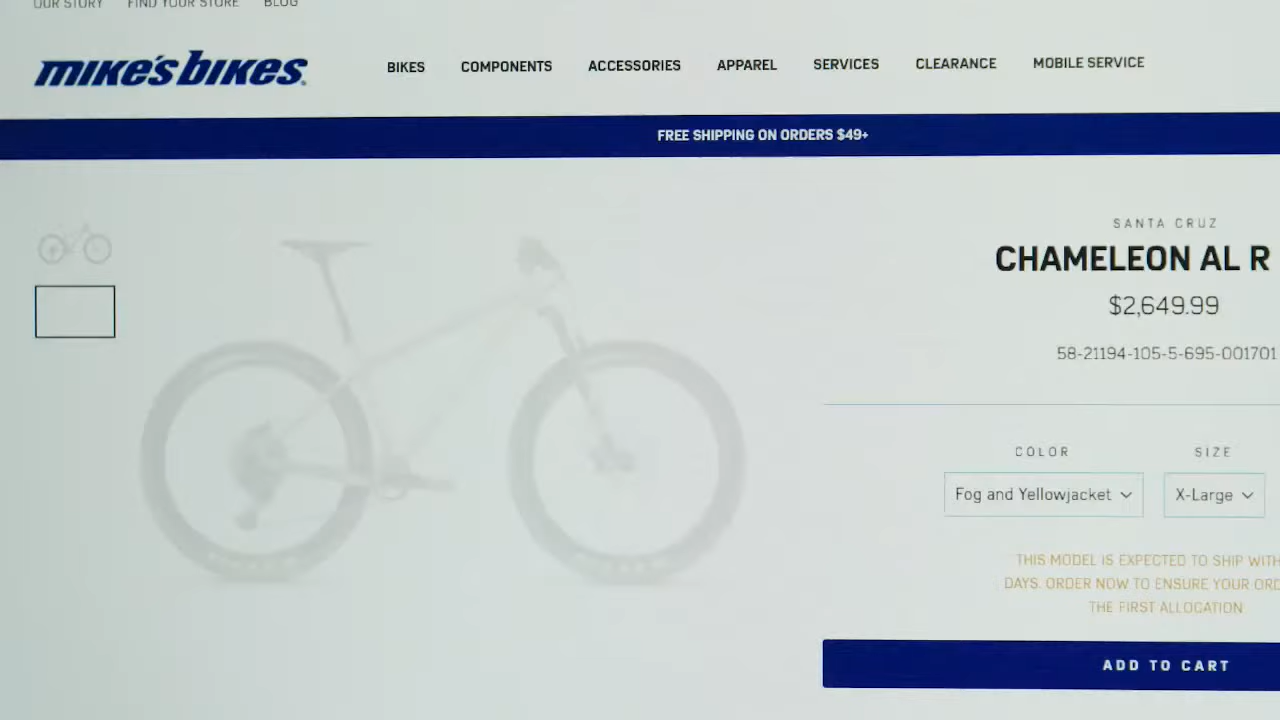 OUR STORY FIND YOUR STORE BLOG
mike's bikes
BIKES COMPONENTS ACCESSORIES APPAREL SERVICES CLEARANCE MOBILE SERVICE
FREE SHIPPING ON ORDERS $49+
SANTA CRUZ
CHAMELEON AL R
$2,649.99
58-21194-105-5-695-001701
COLOR SIZE
Fog and Yellowjacket X-Large
THIS MODEL IS EXPECTED TO SHIP WITH
DAYS. ORDER NOW TO ENSURE YOUR ORD
THE FIRST ALLOCATION
ADD TO CART